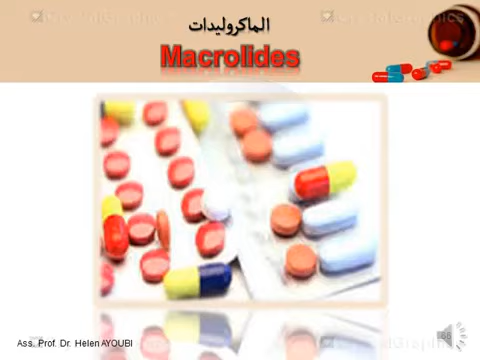 الماكروليدات
Macrolides
Ass. Prof. Dr. Helen AYOUBI